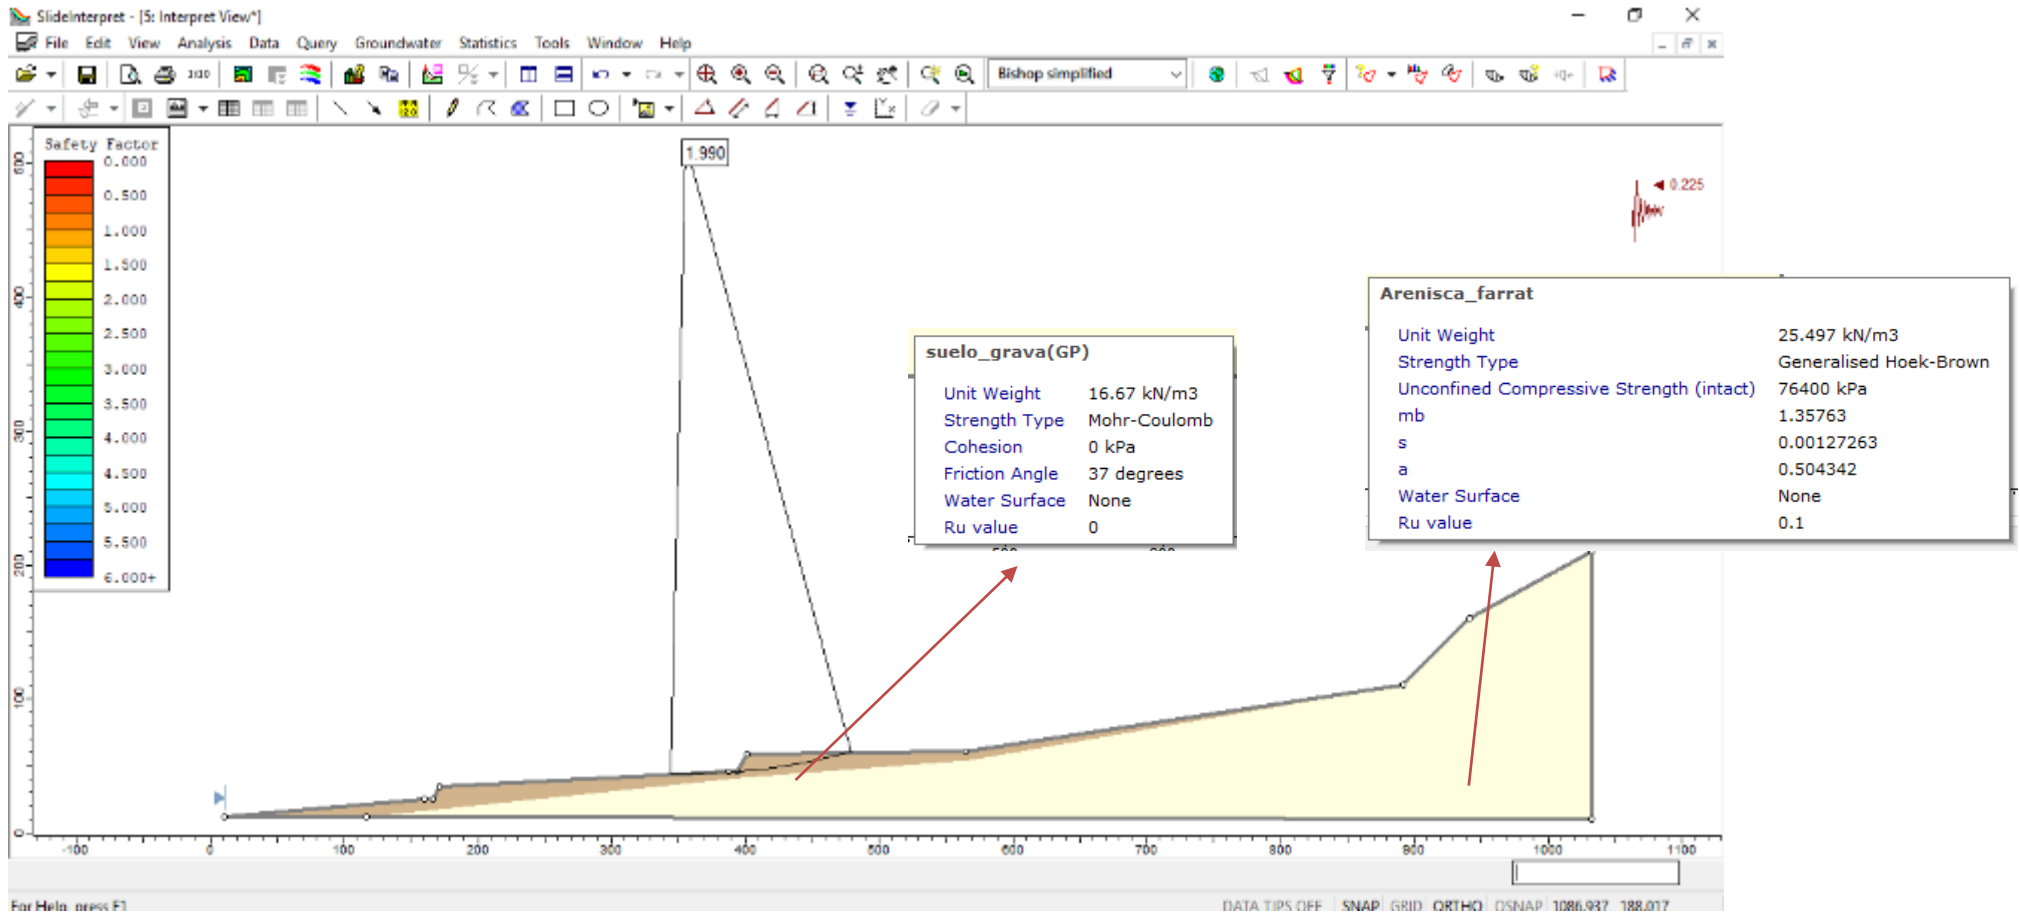 SlideInterpret - [5: Interpret View*]
File Edit View Analysis Data Query Groundwater Statistics Tools Window Help
Bishop simplified
Safety Factor
0.000
0.500
1.000
1.500
2.000
2.500
3.000
3.500
4.000
4.500
5.000
5.500
6.000+
1.990
0.225
suelo_grava(GP)
Unit Weight 16.67 kN/m3
Strength Type Mohr-Coulomb
Cohesion 0 kPa
Friction Angle 37 degrees
Water Surface None
Ru value 0
Arenisca_farrat
Unit Weight 25.497 kN/m3
Strength Type Generalised Hoek-Brown
Unconfined Compressive Strength (intact) 76400 kPa
mb 1.35763
s 0.00127263
a 0.504342
Water Surface None
Ru value 0.1
500
400
300
200
100
0
-100 0 100 200 300 400 500 600 700 800 900 1000 1100
For Help, press F1
DATA TIPS OFF SNAP GRID ORTHO OSNAP 1086.937 188.017